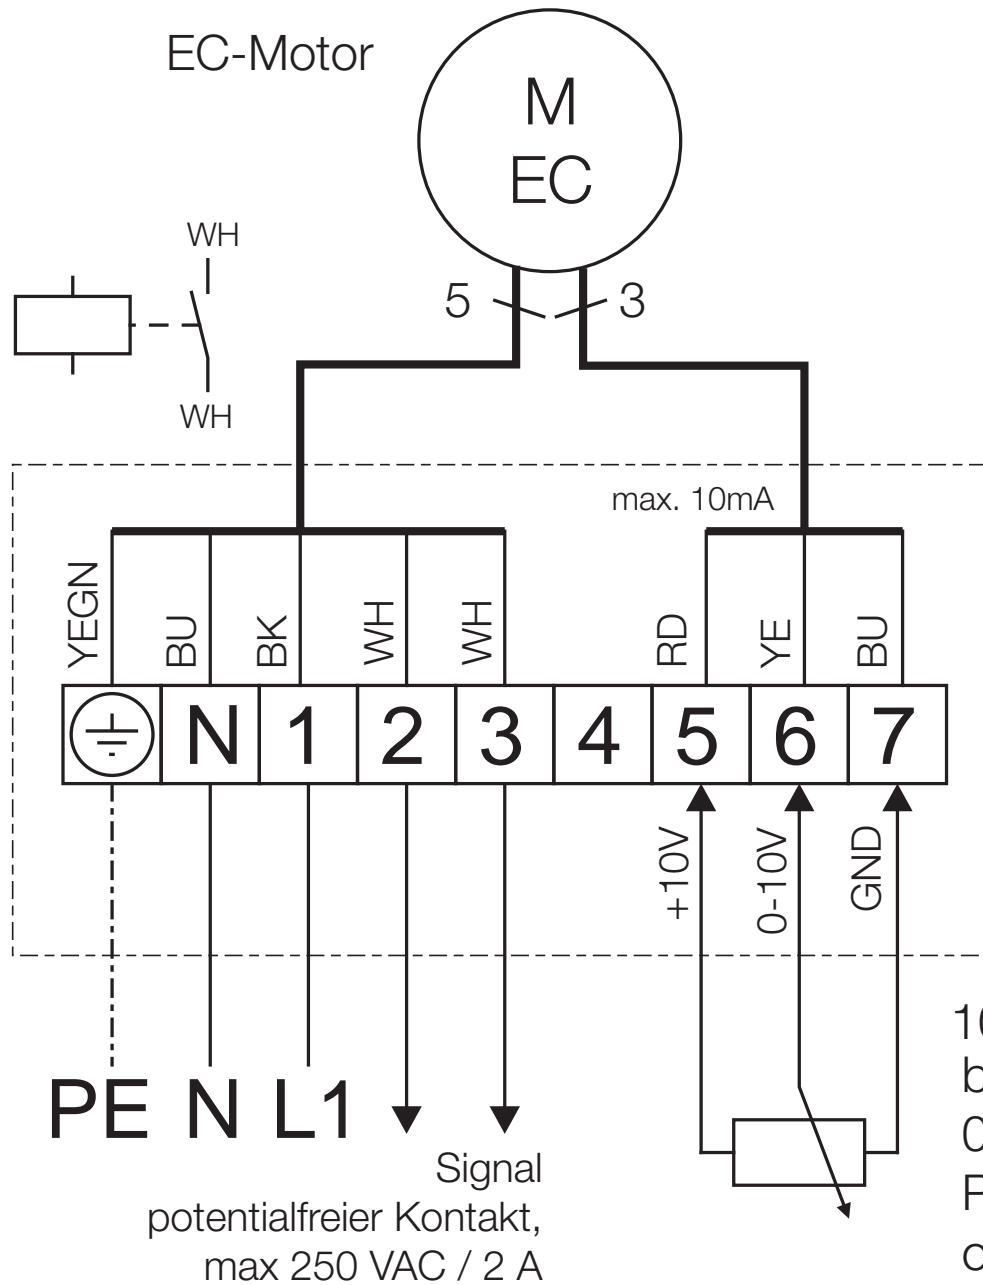 EC-Motor
M
EC
WH
5
3
WH
max. 10mA
YEGN
BU
BK
WH
WH
RD
YE
BU
N
1
2
3
4
5
6
7
+10V
0-10V
GND
PE
N
L1
Signal
potentialfreier Kontakt,
max 250 VAC / 2 A